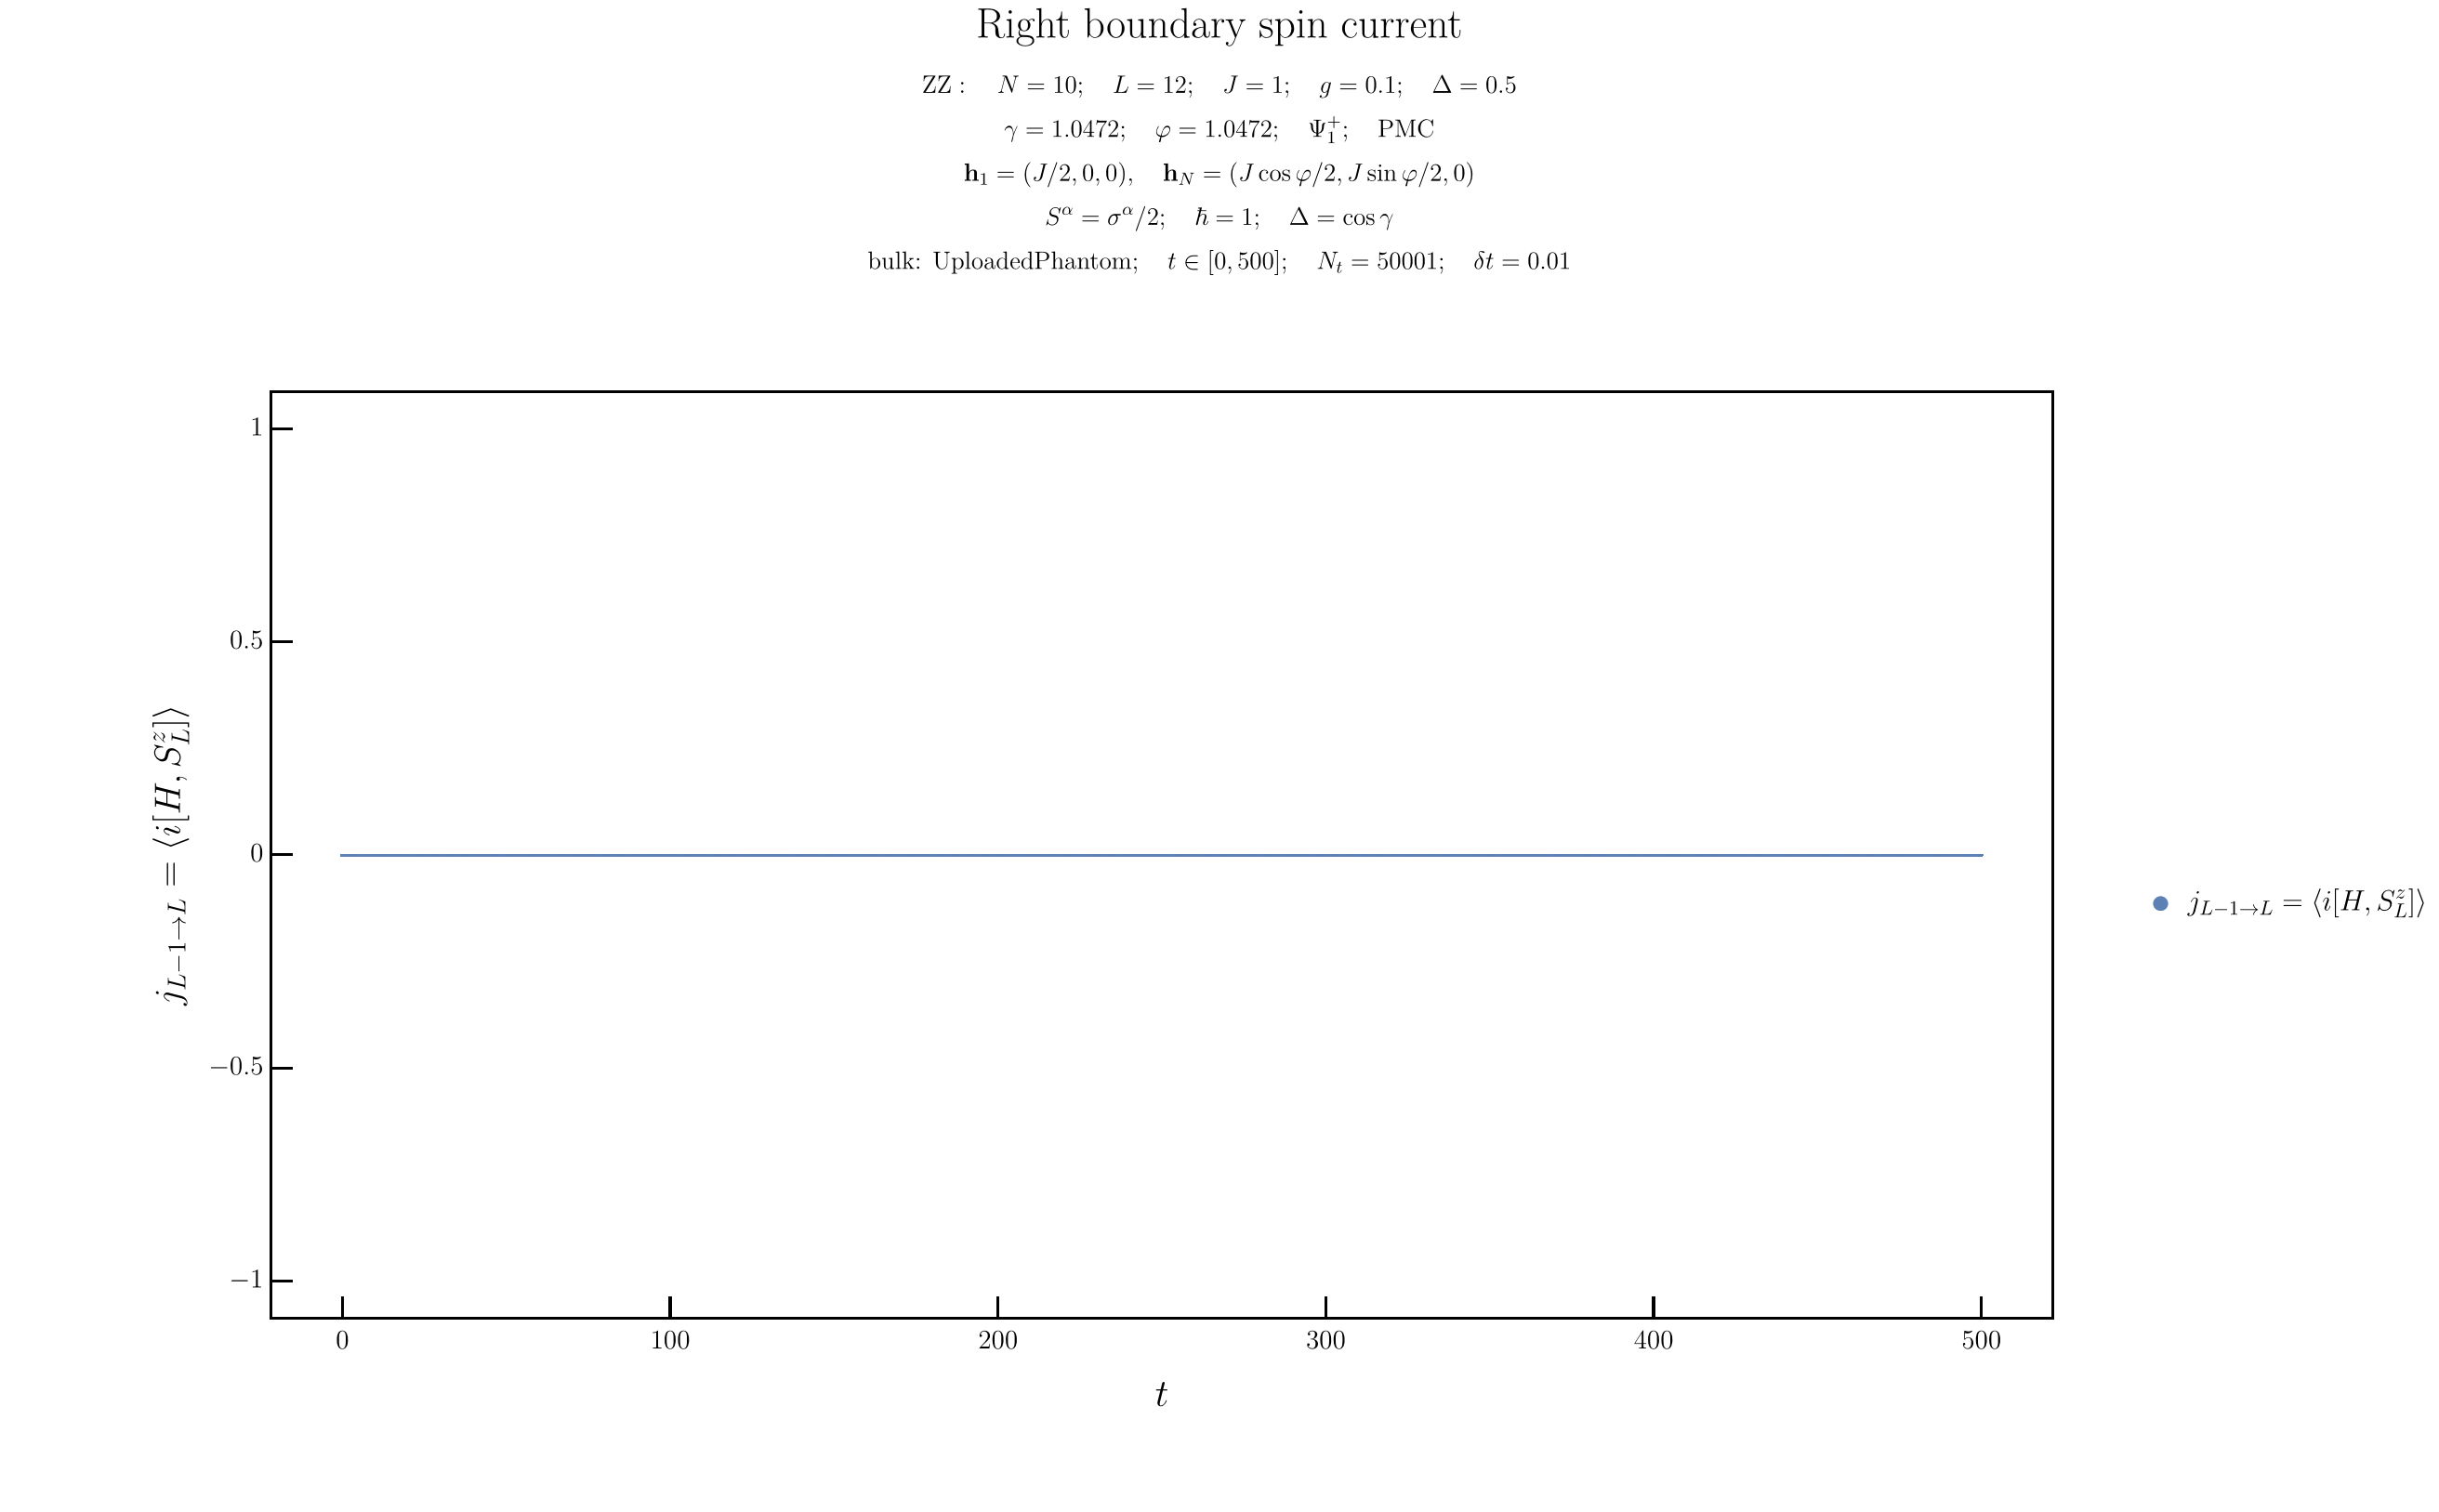 Right boundary spin current
ZZ : N = 10; L = 12; J = 1; g = 0.1; Δ = 0.5
γ = 1.0472; φ = 1.0472; Ψ₁⁺; PMC
𝐡₁ = (J/2, 0, 0), 𝐡_N = (J cos φ/2, J sin φ/2, 0)
S^α = σ^α/2; ℏ = 1; Δ = cos γ
bulk: UploadedPhantom; t ∈ [0, 500]; N_t = 50001; δt = 0.01
1
0.5
0
−0.5
−1
j_{L−1→L} = ⟨i[H, S_L^z]⟩
0 100 200 300 400 500
t
j_{L−1→L} = ⟨i[H, S_L^z]⟩